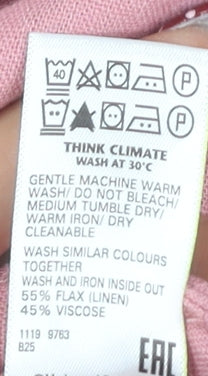 40 P
P
THINK CLIMATE
WASH AT 30°C
GENTLE MACHINE WARM
WASH/ DO NOT BLEACH/
MEDIUM TUMBLE DRY/
WARM IRON/ DRY
CLEANABLE
WASH SIMILAR COLOURS
TOGETHER
WASH AND IRON INSIDE OUT
55% FLAX (LINEN)
45% VISCOSE
1119 9763
B25
EAC